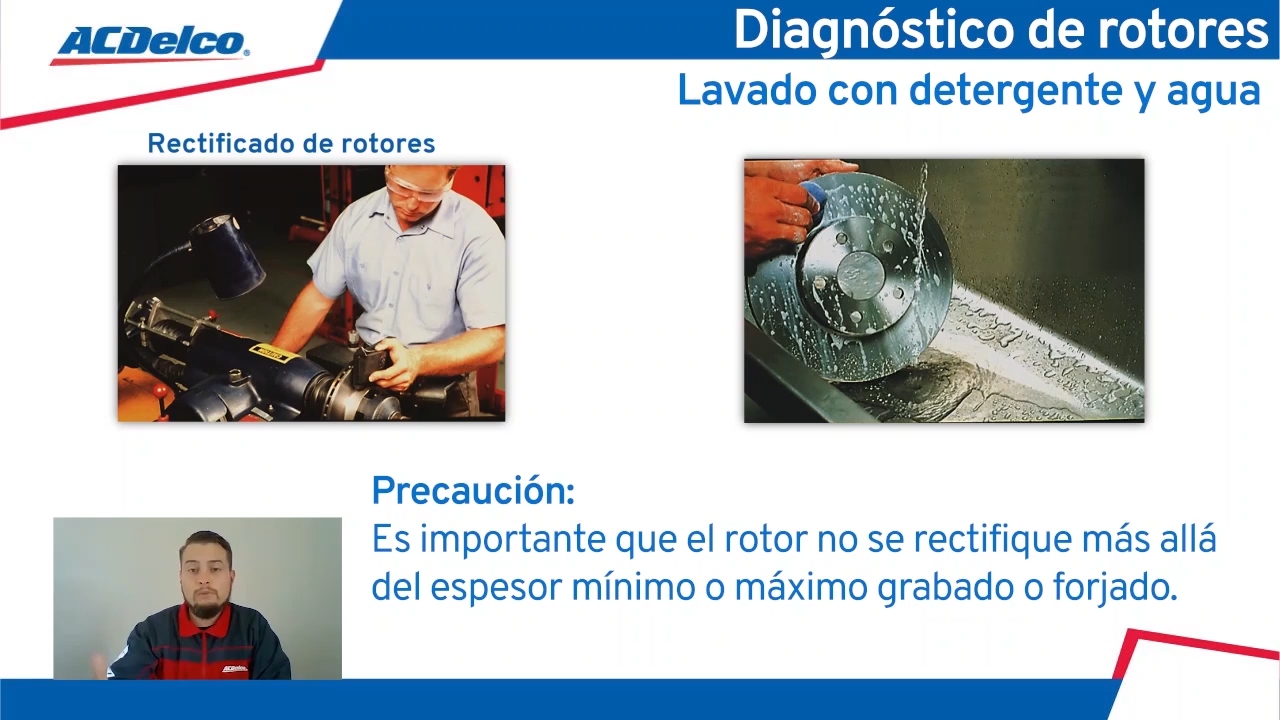 ACDelco®
Diagnóstico de rotores
Lavado con detergente y agua
Rectificado de rotores
Precaución:
Es importante que el rotor no se rectifique más allá
del espesor mínimo o máximo grabado o forjado.
ACDelco